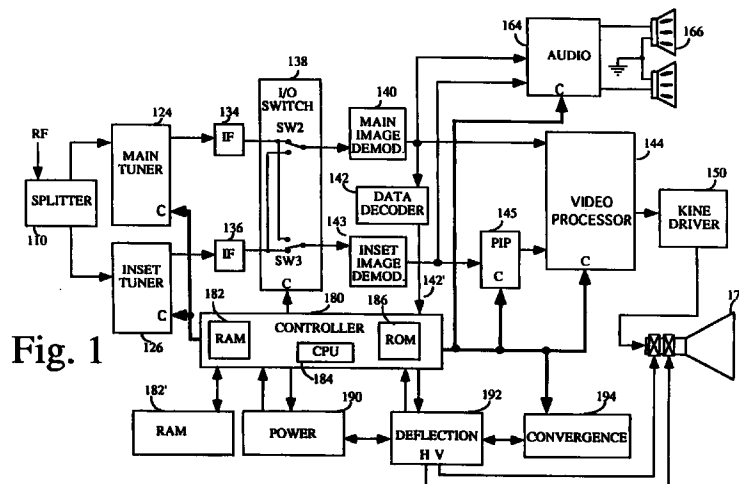 164
166
AUDIO
C
138
I/O
SWITCH
SW2
SW3
C
124
MAIN
TUNER
C
134
IF
140
MAIN
IMAGE
DEMOD.
144
RF
SPLITTER
110
142
DATA
DECODER
VIDEO
PROCESSOR
C
150
KINE
DRIVER
143
INSET
IMAGE
DEMOD.
145
PIP
C
136
IF
INSET
TUNER
C
126
142'
180
182
CONTROLLER
186
RAM
CPU
ROM
184
17
Fig. 1
182'
RAM
190
POWER
192
DEFLECTION
H V
194
CONVERGENCE